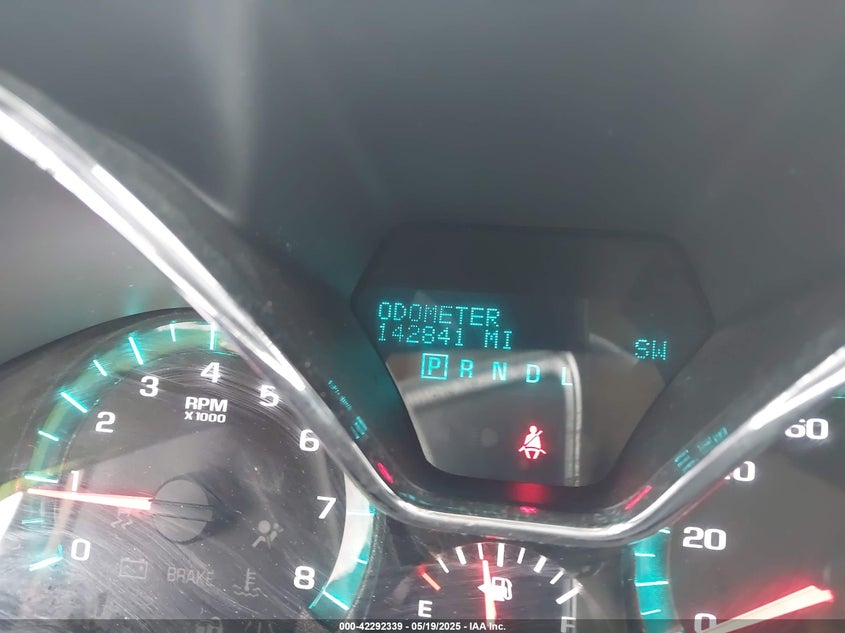 ODOMETER
142841 MI
SW
P R N D L
0 1 2 3 4 5 6 7 8
RPM
X1000
BRAKE
E F
0 20 40 60
000-42292339 - 05/19/2025 - IAA Inc.